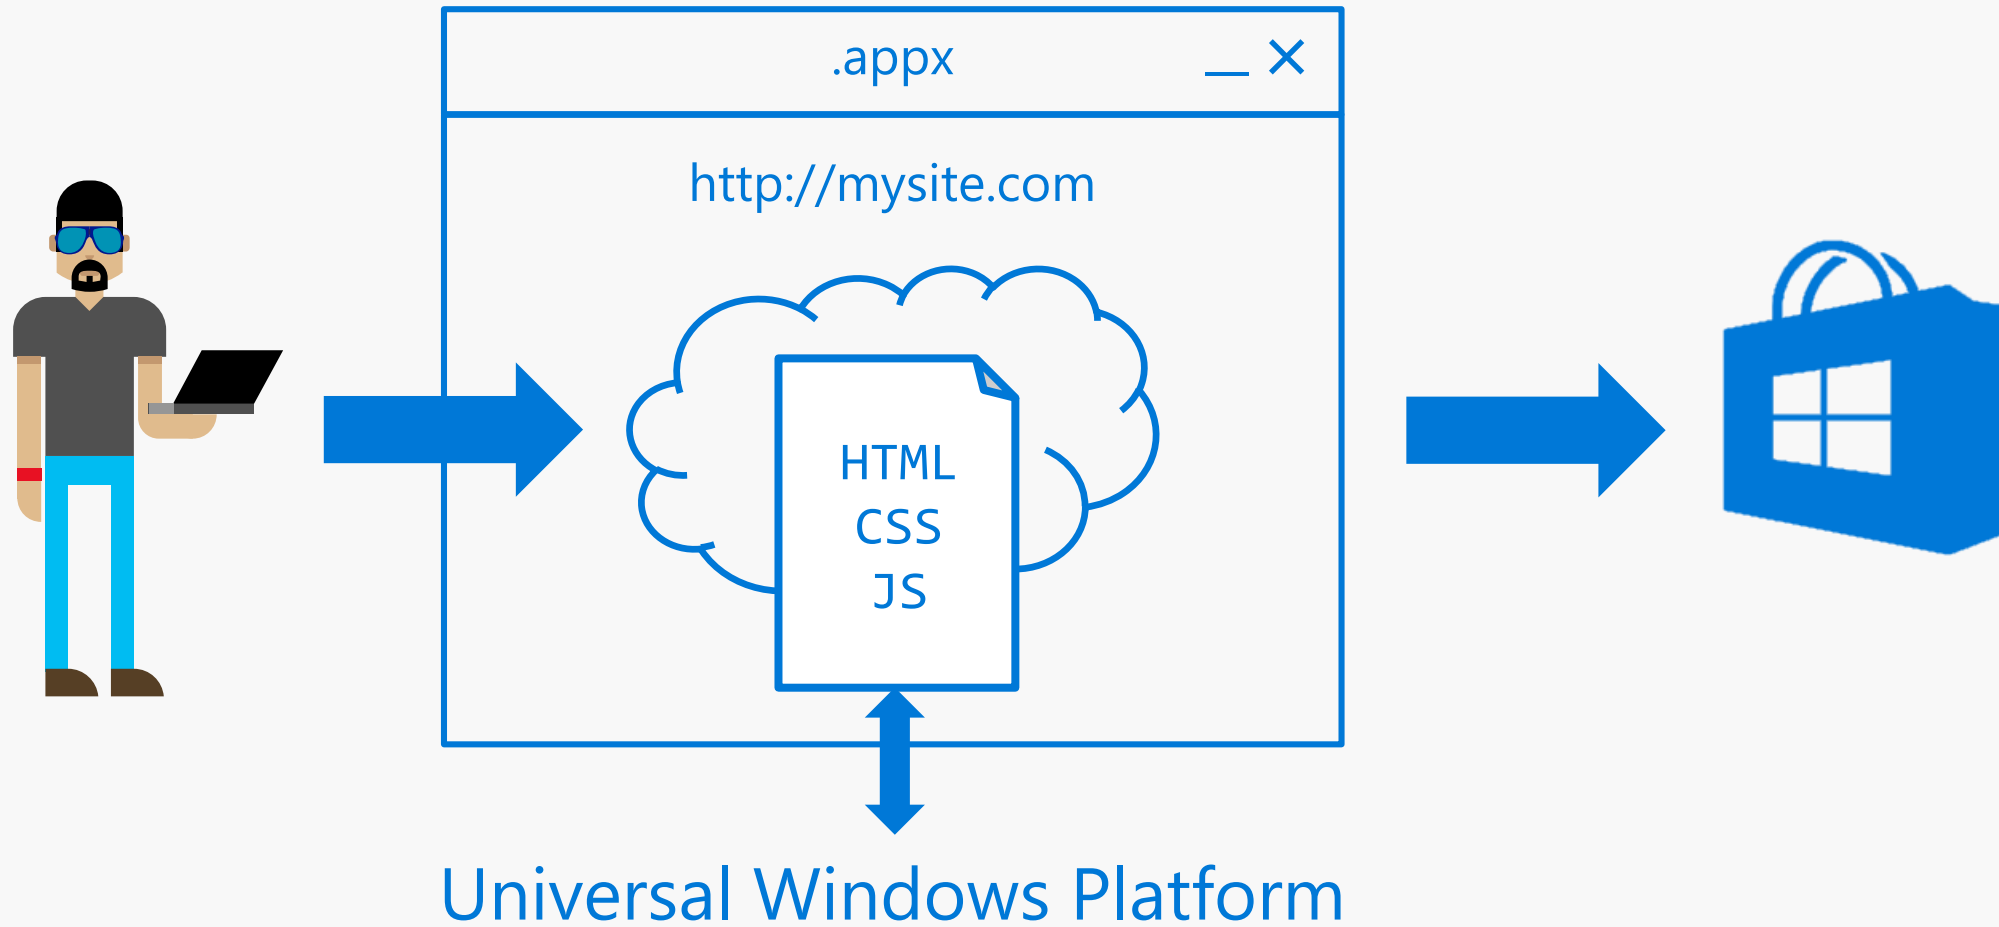 .appx
http://mysite.com
HTML
CSS
JS
Universal Windows Platform